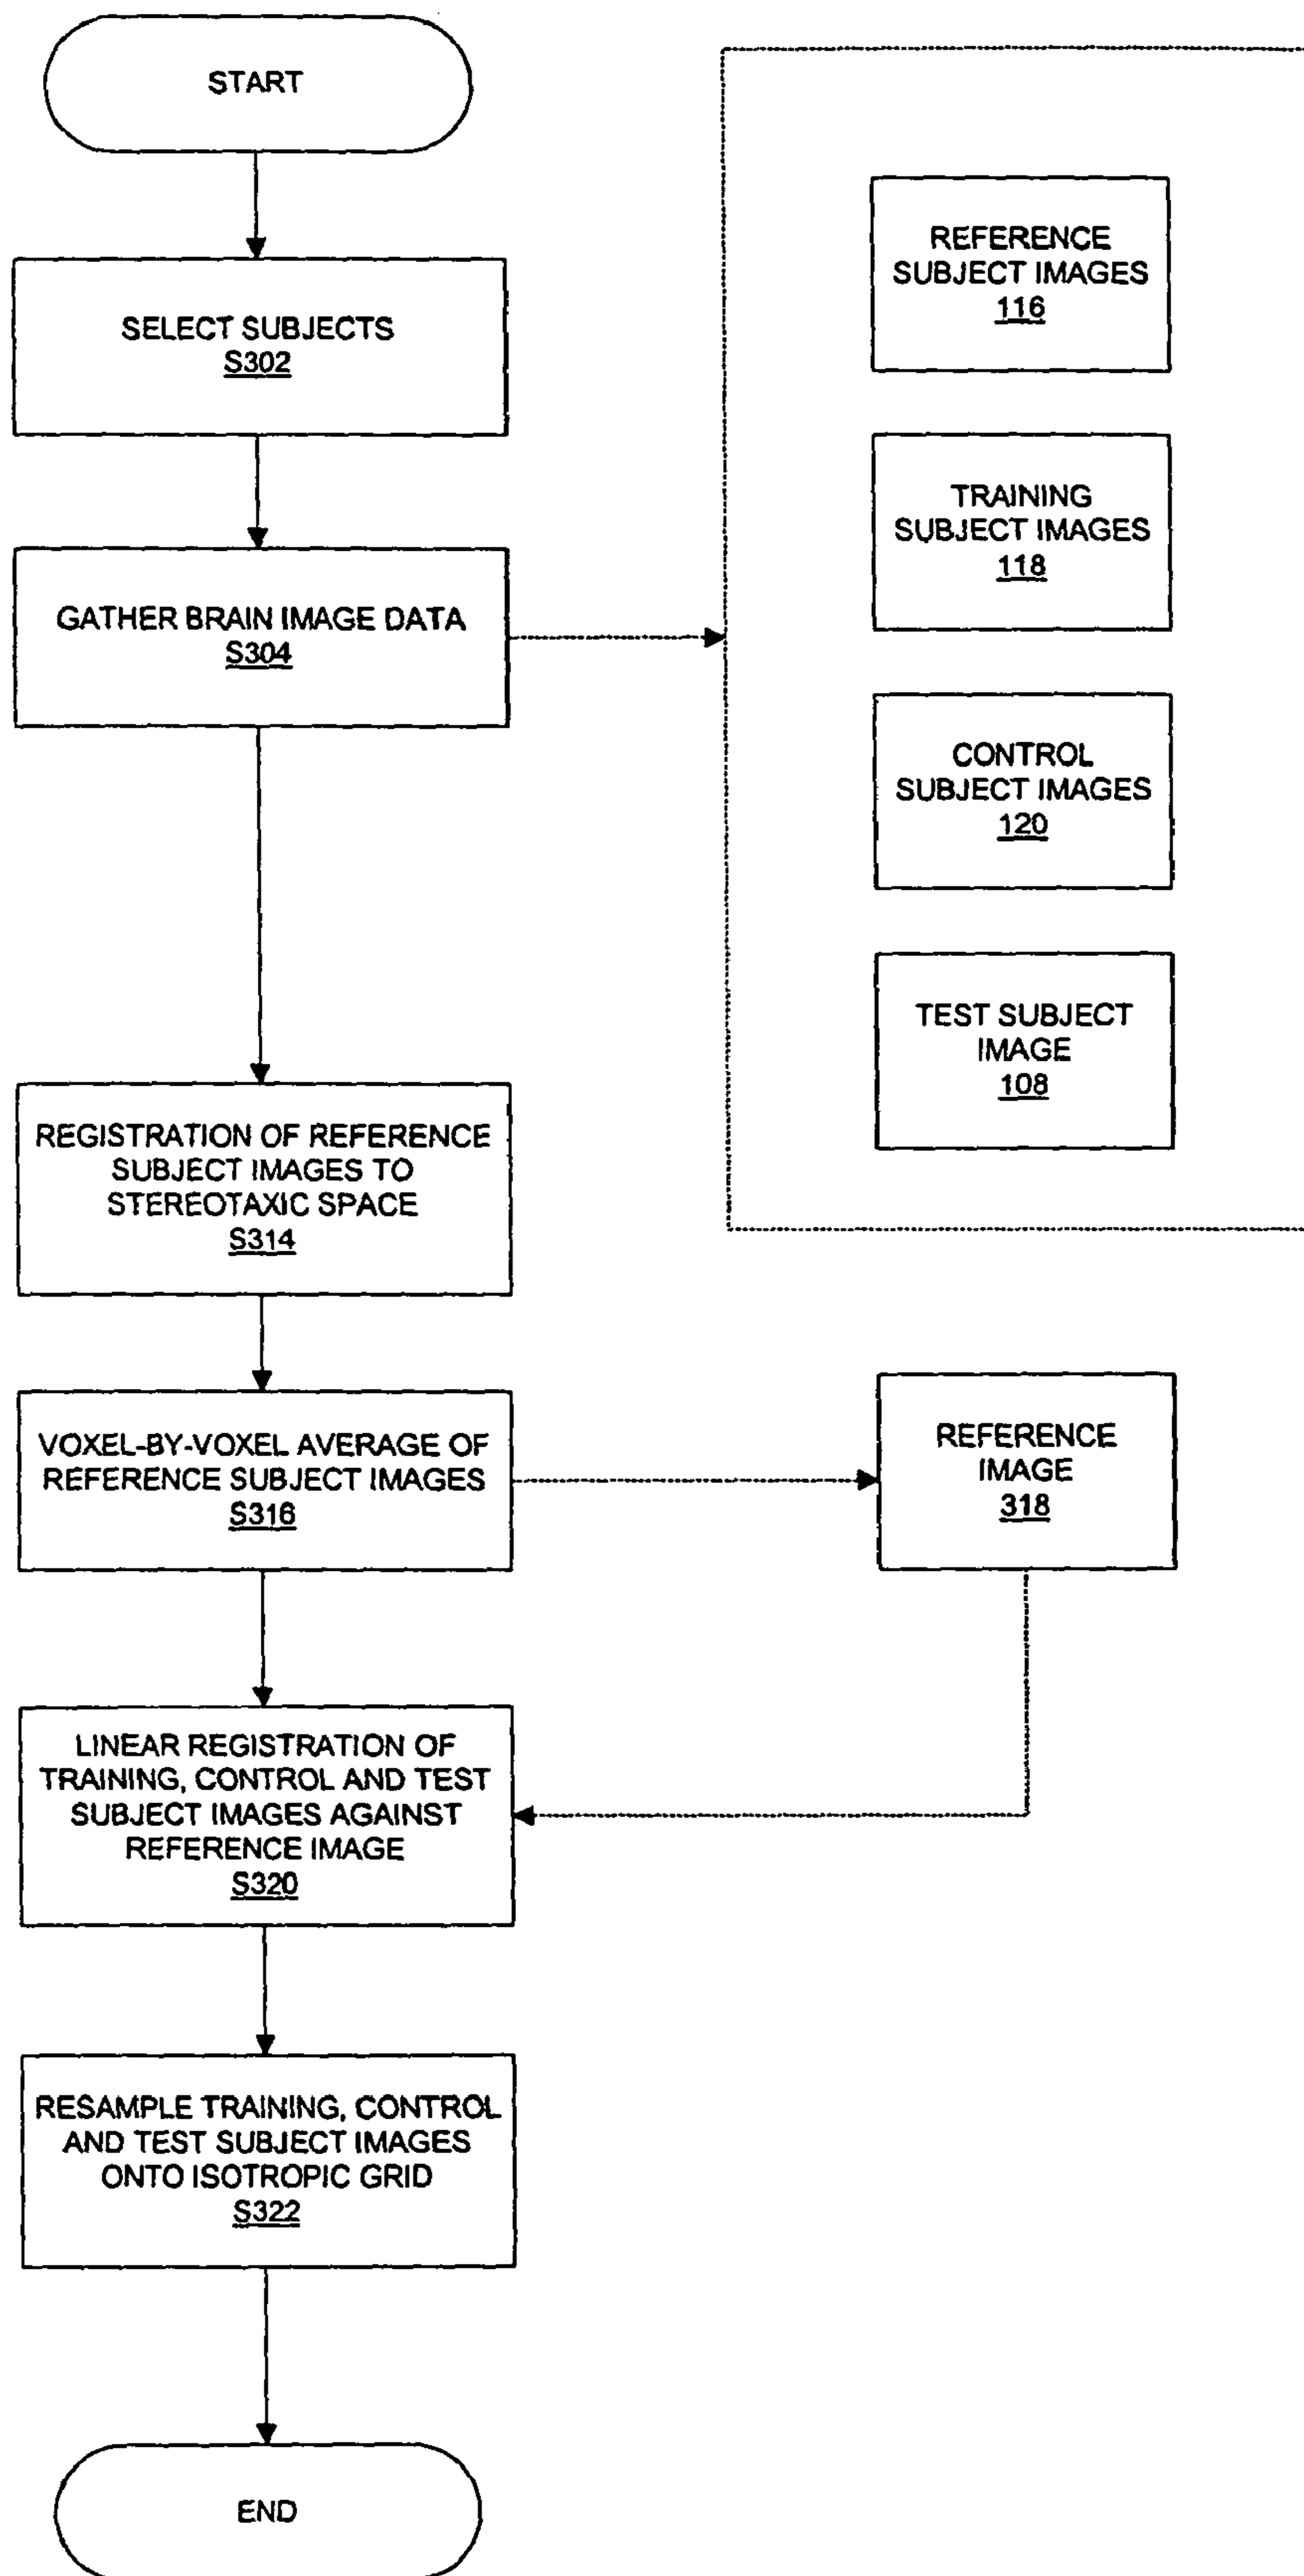 START
SELECT SUBJECTS
S302
GATHER BRAIN IMAGE DATA
S304
REFERENCE
SUBJECT IMAGES
116
TRAINING
SUBJECT IMAGES
118
CONTROL
SUBJECT IMAGES
120
TEST SUBJECT
IMAGE
108
REGISTRATION OF REFERENCE
SUBJECT IMAGES TO
STEREOTAXIC SPACE
S314
VOXEL-BY-VOXEL AVERAGE OF
REFERENCE SUBJECT IMAGES
S316
REFERENCE
IMAGE
318
LINEAR REGISTRATION OF
TRAINING, CONTROL AND TEST
SUBJECT IMAGES AGAINST
REFERENCE IMAGE
S320
RESAMPLE TRAINING, CONTROL
AND TEST SUBJECT IMAGES
ONTO ISOTROPIC GRID
S322
END